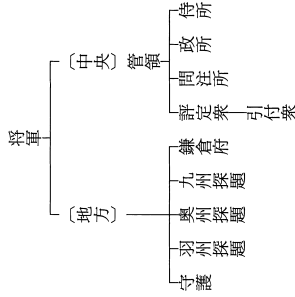 将軍
〔中央〕
管領
侍所
政所
問注所
評定衆
引付衆
〔地方〕
鎌倉府
九州探題
奥州探題
羽州探題
守護